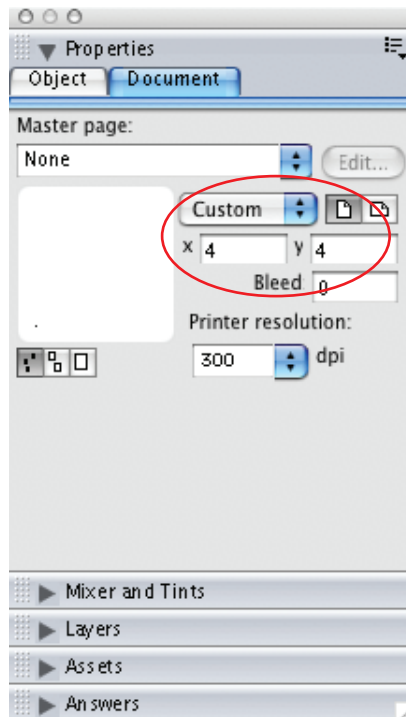 Properties
Object Document
Master page:
None Edit...
Custom
x 4 y 4
Bleed: 0
Printer resolution:
300 dpi
Mixer and Tints
Layers
Assets
Answers